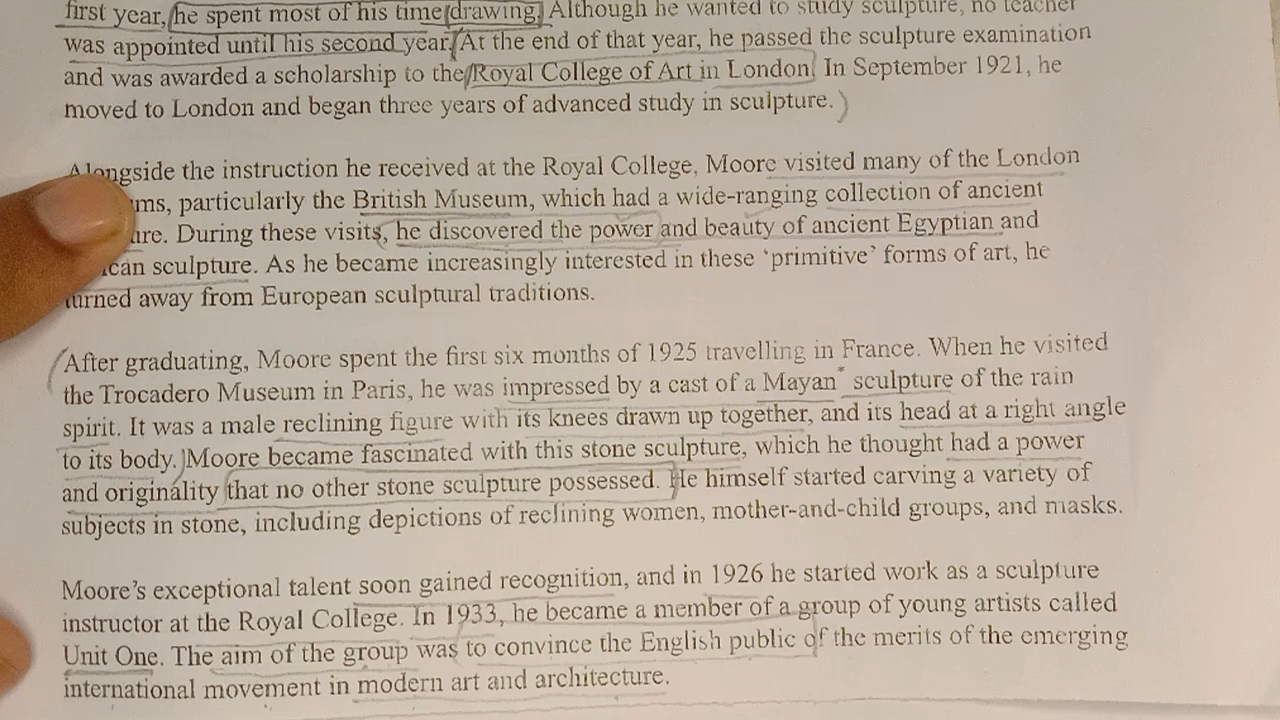 first year, he spent most of his time drawing. Although he wanted to study sculpture, no teacher
was appointed until his second year. At the end of that year, he passed the sculpture examination
and was awarded a scholarship to the Royal College of Art in London. In September 1921, he
moved to London and began three years of advanced study in sculpture.
Alongside the instruction he received at the Royal College, Moore visited many of the London
particularly the British Museum, which had a wide-ranging collection of ancient
During these visits, he discovered the power and beauty of ancient Egyptian and
sculpture. As he became increasingly interested in these ‘primitive’ forms of art, he
turned away from European sculptural traditions.
After graduating, Moore spent the first six months of 1925 travelling in France. When he visited
the Trocadero Museum in Paris, he was impressed by a cast of a Mayan* sculpture of the rain
spirit. It was a male reclining figure with its knees drawn up together, and its head at a right angle
to its body. Moore became fascinated with this stone sculpture, which he thought had a power
and originality that no other stone sculpture possessed. He himself started carving a variety of
subjects in stone, including depictions of reclining women, mother-and-child groups, and masks.
Moore’s exceptional talent soon gained recognition, and in 1926 he started work as a sculpture
instructor at the Royal College. In 1933, he became a member of a group of young artists called
Unit One. The aim of the group was to convince the English public of the merits of the emerging
international movement in modern art and architecture.